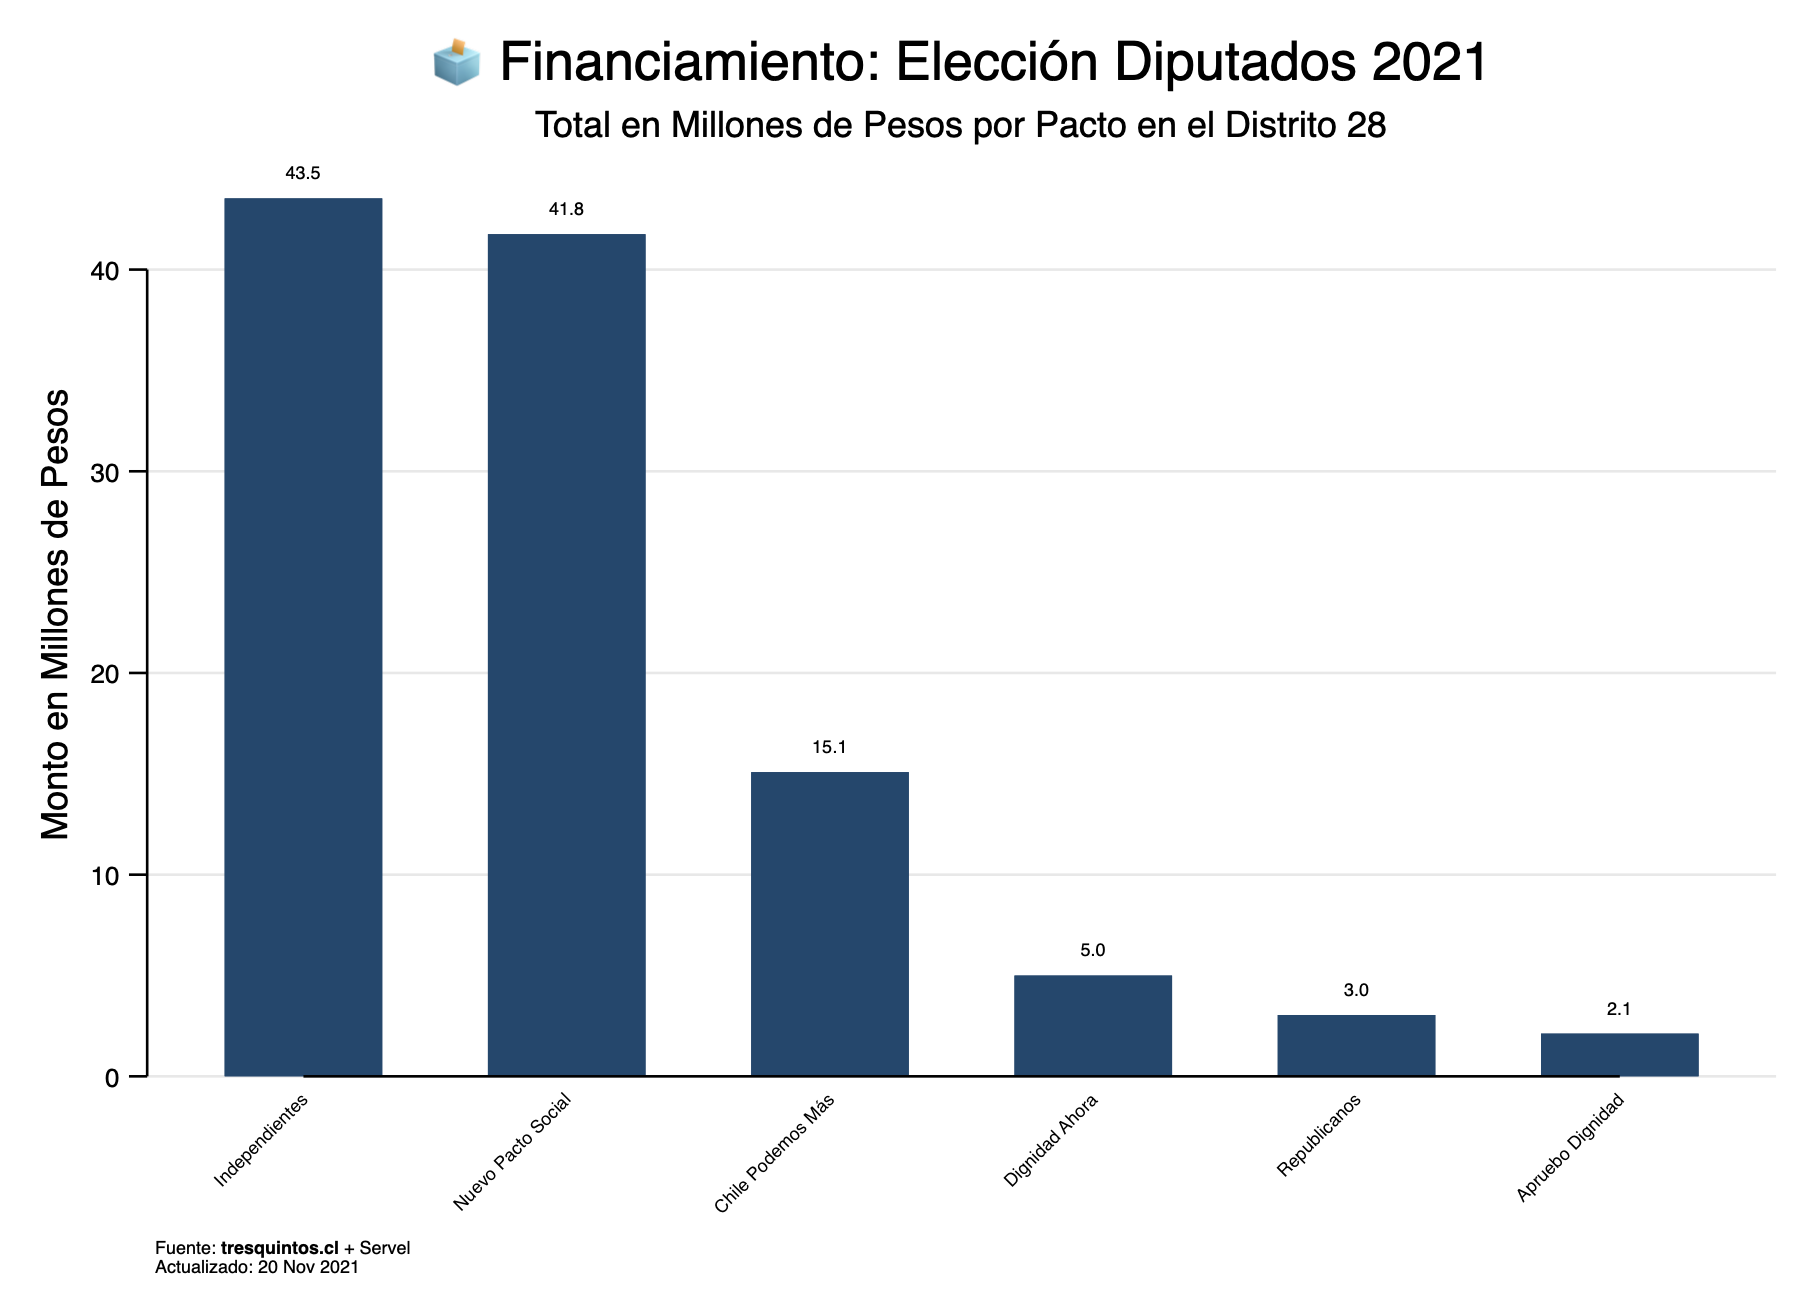 Financiamiento: Elección Diputados 2021
Total en Millones de Pesos por Pacto en el Distrito 28
Monto en Millones de Pesos
40
30
20
10
0
43.5
41.8
15.1
5.0
3.0
2.1
Independientes
Nuevo Pacto Social
Chile Podemos Más
Dignidad Ahora
Republicanos
Apruebo Dignidad
Fuente: tresquintos.cl + Servel
Actualizado: 20 Nov 2021